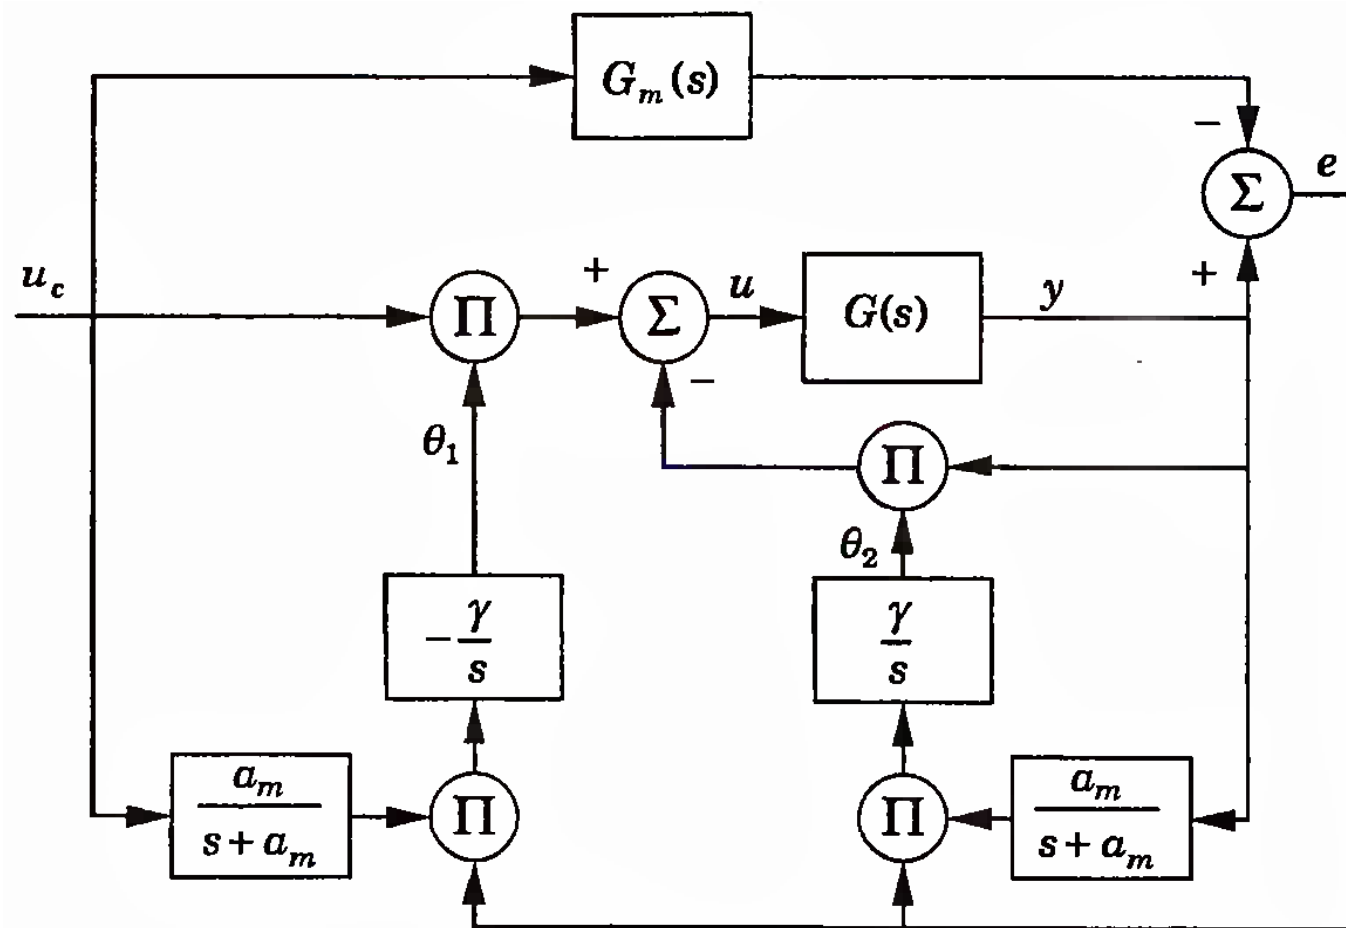 G_m(s)
−
Σ
e
u_c
Π
+
Σ
−
u
G(s)
y
+
θ_1
Π
θ_2
−γ/s
γ/s
a_m/(s + a_m)
Π
Π
a_m/(s + a_m)